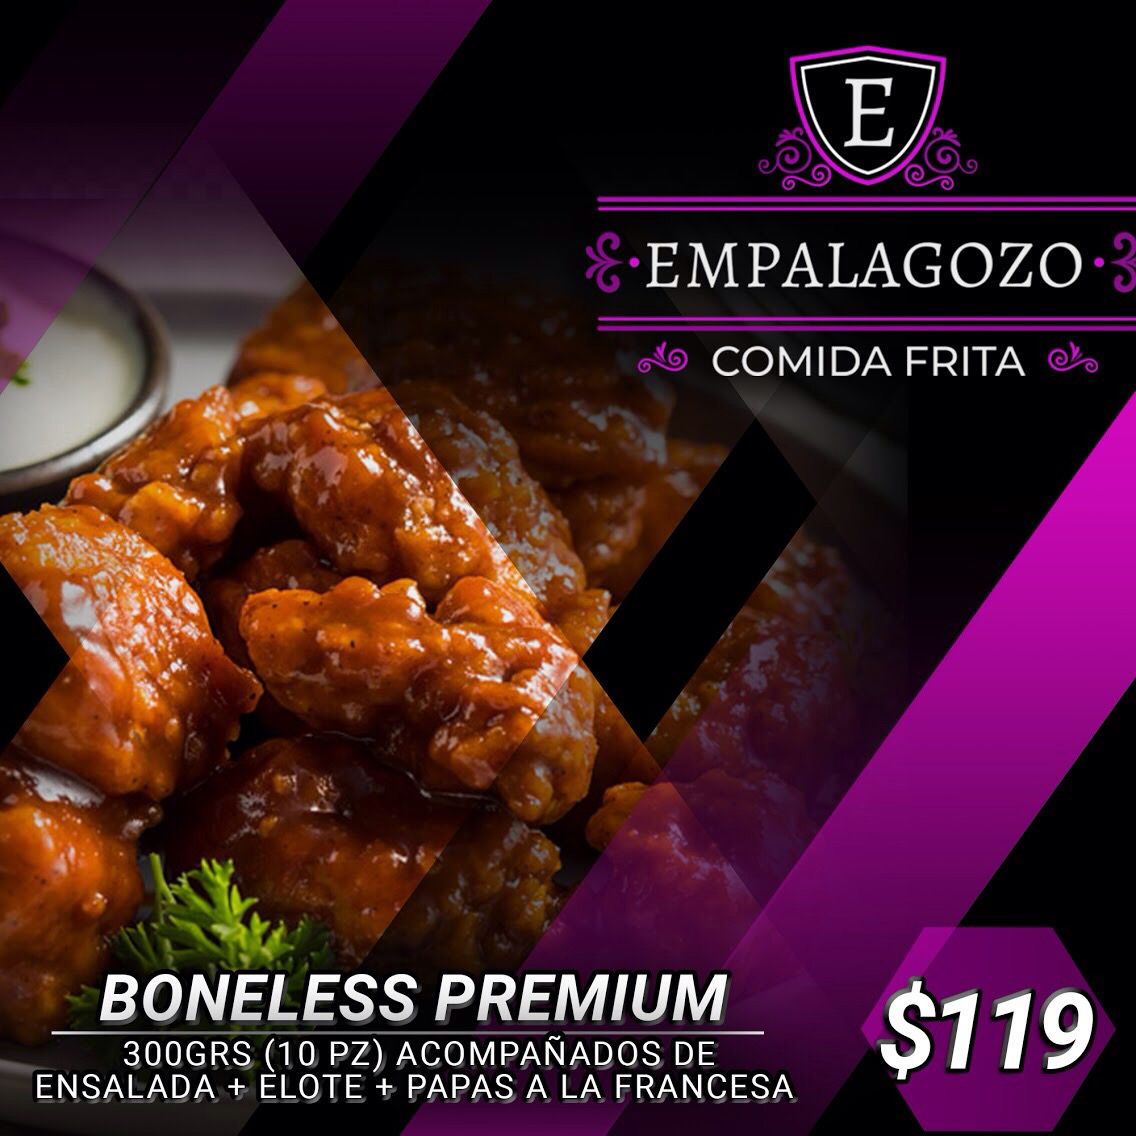 E
EMPALAGOZO
COMIDA FRITA
BONELESS PREMIUM
300GRS (10 PZ) ACOMPAÑADOS DE
ENSALADA + ELOTE + PAPAS A LA FRANCESA
$119